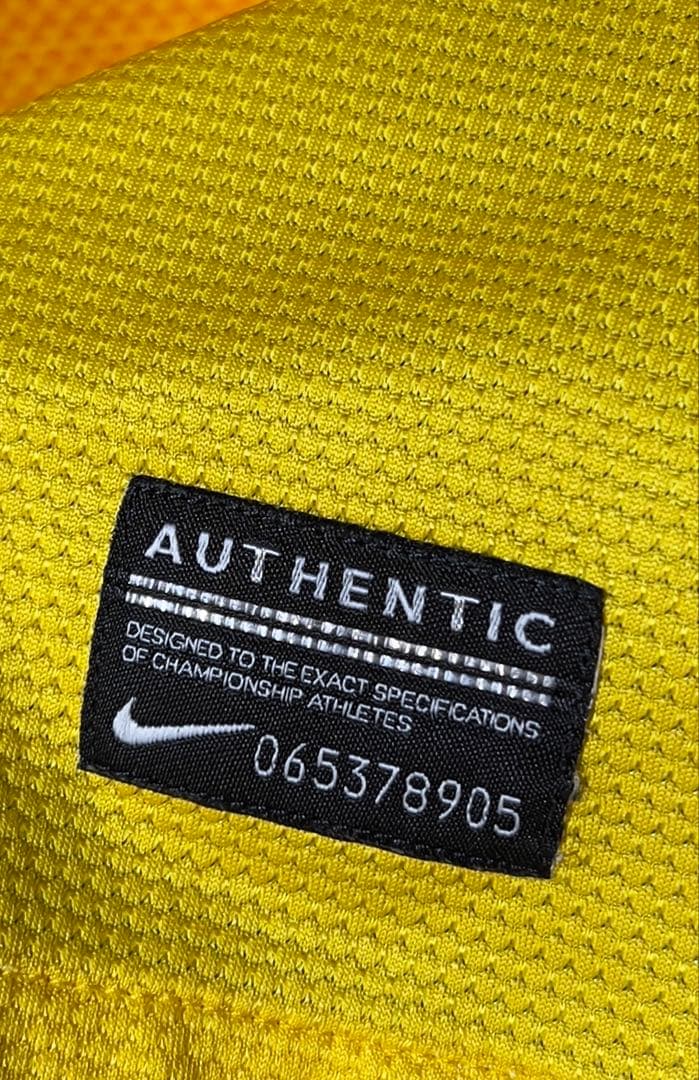 AUTHENTIC
DESIGNED TO THE EXACT SPECIFICATIONS
OF CHAMPIONSHIP ATHLETES
065378905